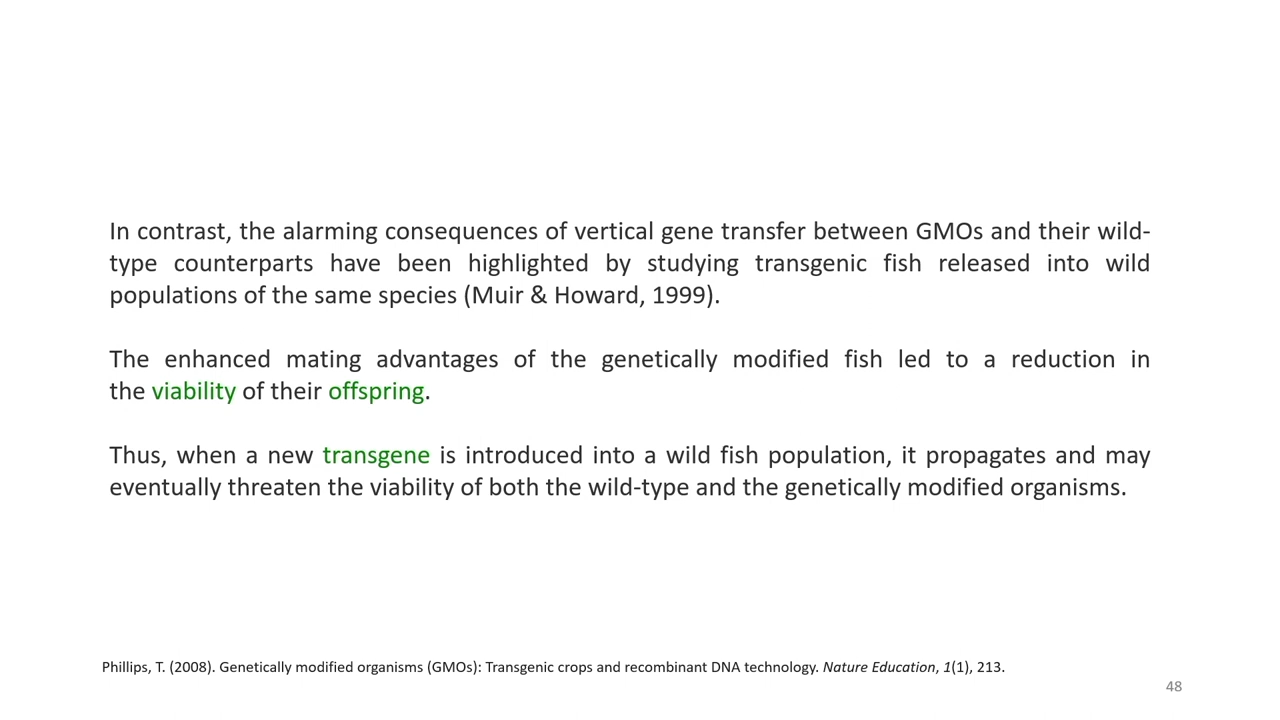 In contrast, the alarming consequences of vertical gene transfer between GMOs and their wild-
type counterparts have been highlighted by studying transgenic fish released into wild
populations of the same species (Muir & Howard, 1999).
The enhanced mating advantages of the genetically modified fish led to a reduction in
the viability of their offspring.
Thus, when a new transgene is introduced into a wild fish population, it propagates and may
eventually threaten the viability of both the wild-type and the genetically modified organisms.
Phillips, T. (2008). Genetically modified organisms (GMOs): Transgenic crops and recombinant DNA technology. Nature Education, 1(1), 213.
48